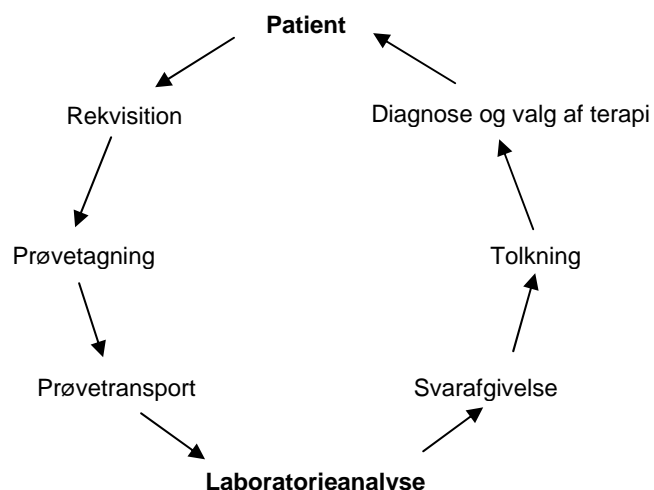 Patient
Rekvisition
Diagnose og valg af terapi
Prøvetagning
Tolkning
Prøvetransport
Svarafgivelse
Laboratorieanalyse